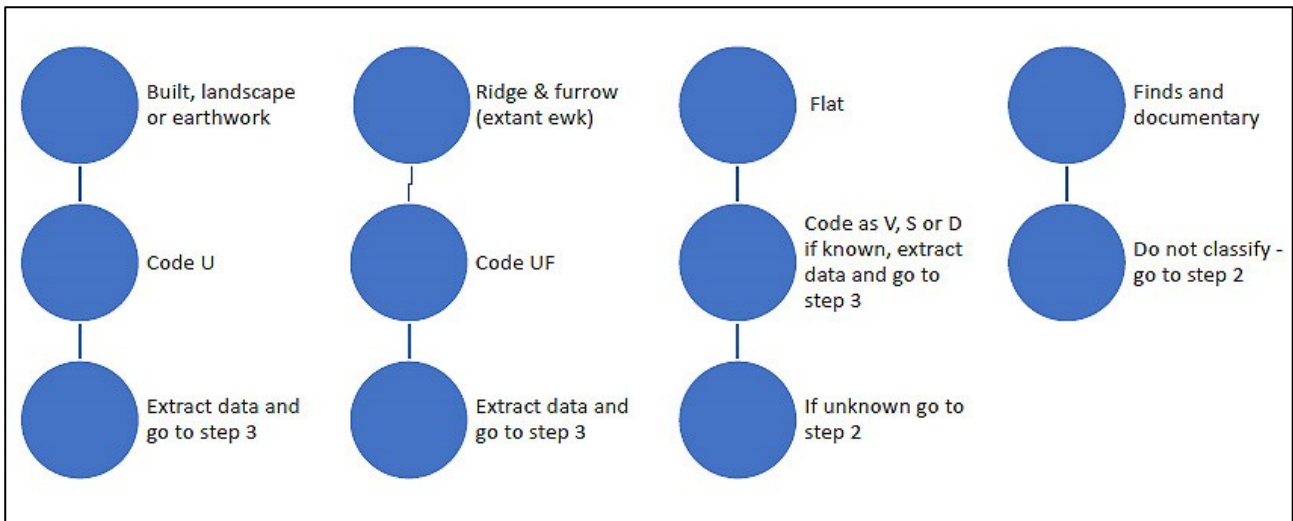 Built, landscape
or earthwork
Code U
Extract data and
go to step 3
Ridge & furrow
(extant ewk)
Code UF
Extract data and
go to step 3
Flat
Code as V, S or D
if known, extract
data and go to
step 3
If unknown go to
step 2
Finds and
documentary
Do not classify -
go to step 2